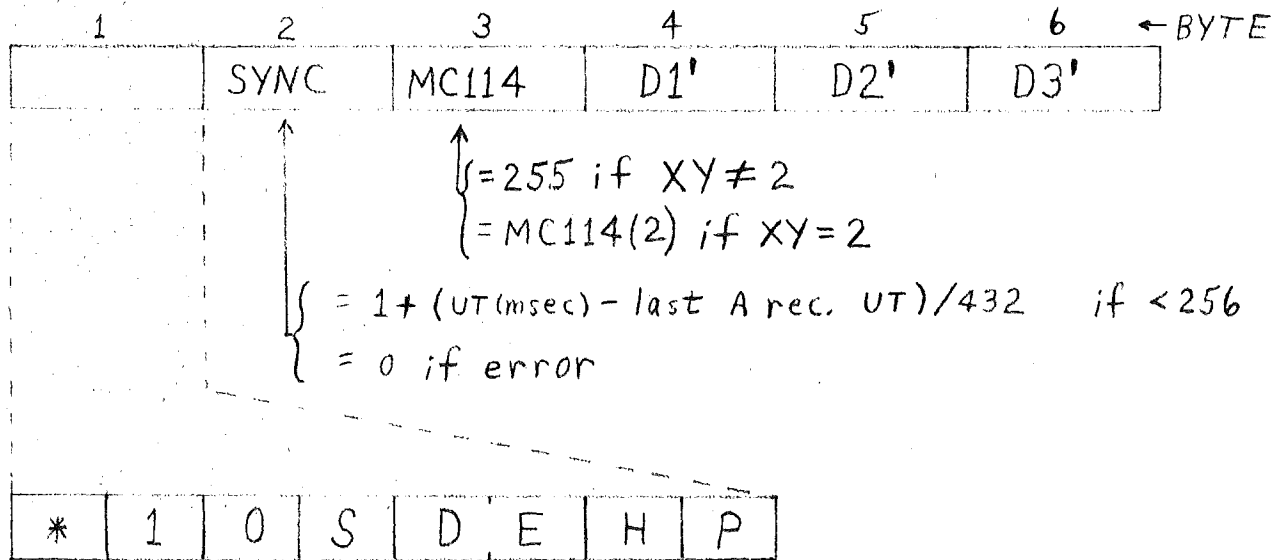 1 2 3 4 5 6 ←BYTE
SYNC MC114 D1' D2' D3'
=255 if XY≠2
=MC114(2) if XY=2
= 1+(UT(msec)-last A rec. UT)/432 if <256
= 0 if error
* 1 0 S D E H P